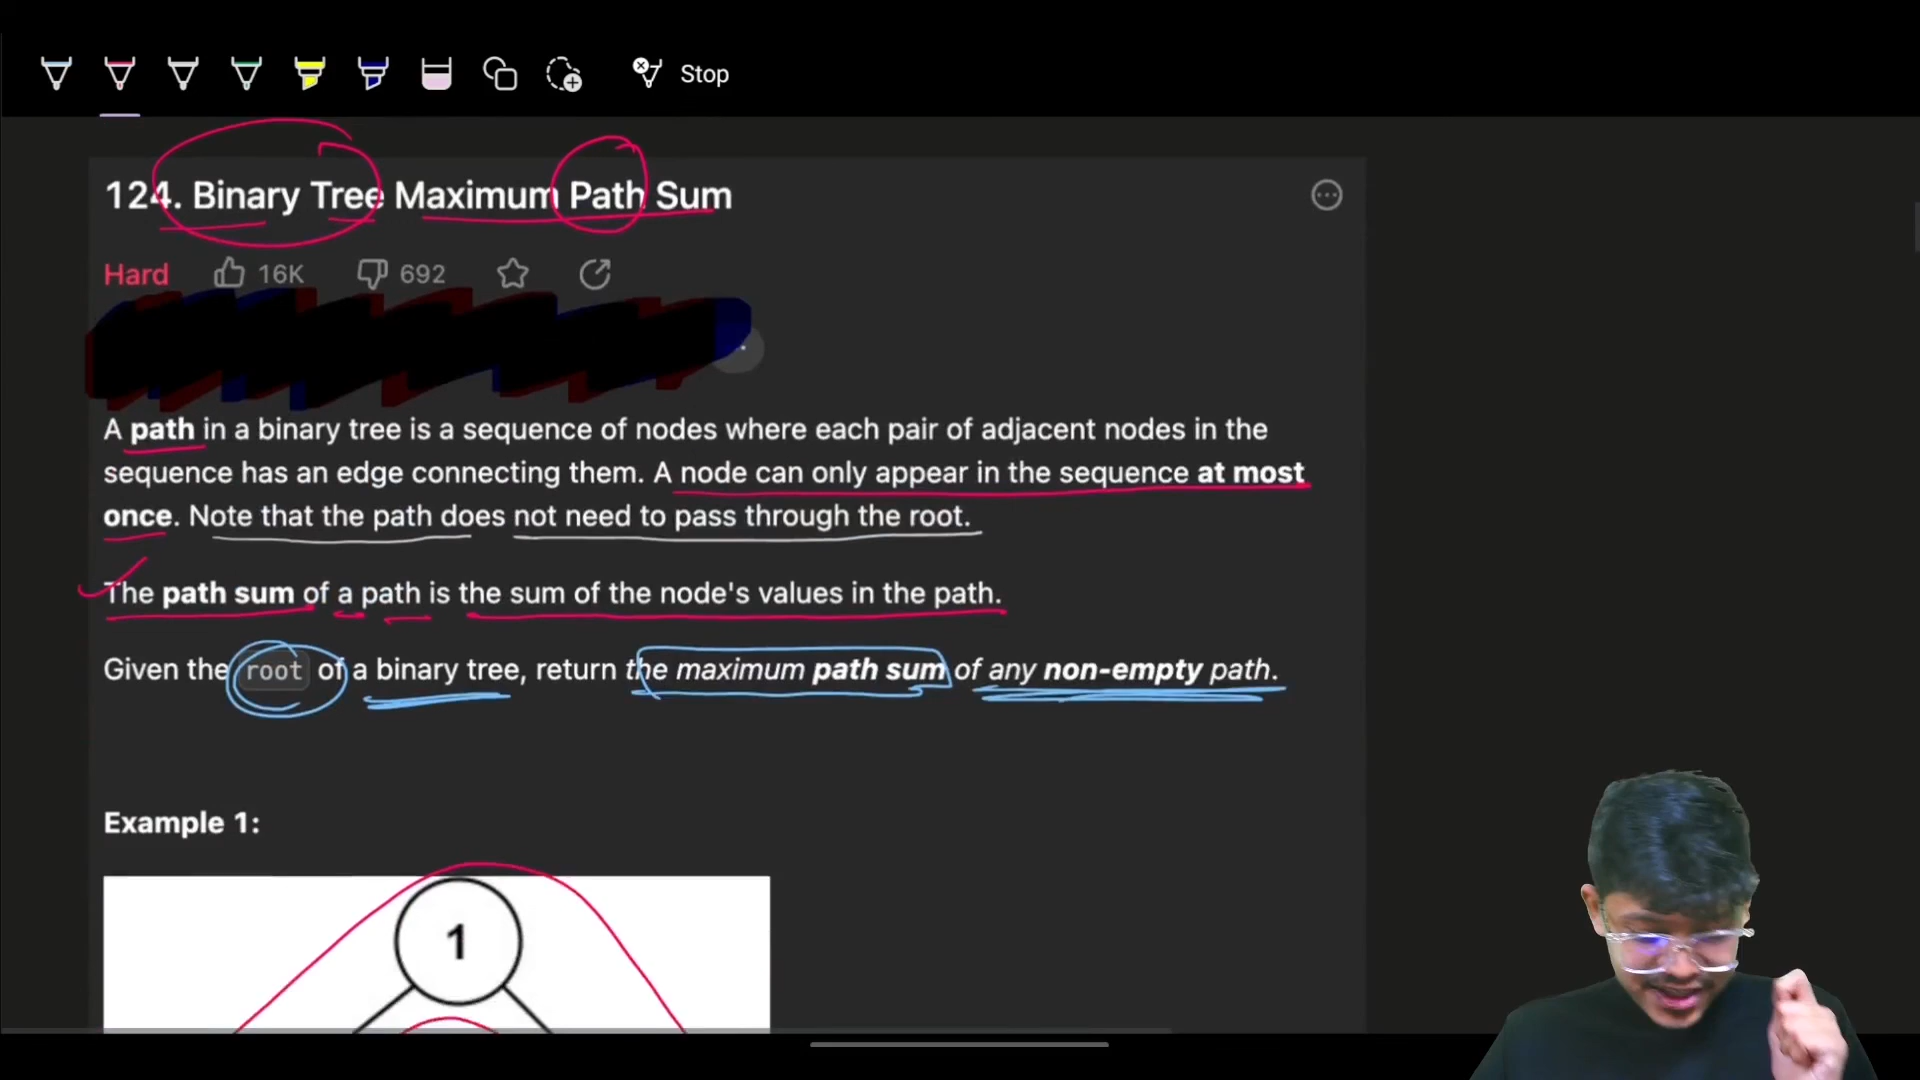 Stop
124. Binary Tree Maximum Path Sum
Hard 16K 692
A path in a binary tree is a sequence of nodes where each pair of adjacent nodes in the
sequence has an edge connecting them. A node can only appear in the sequence at most
once. Note that the path does not need to pass through the root.
The path sum of a path is the sum of the node's values in the path.
Given the root of a binary tree, return the maximum path sum of any non-empty path.
Example 1:
1